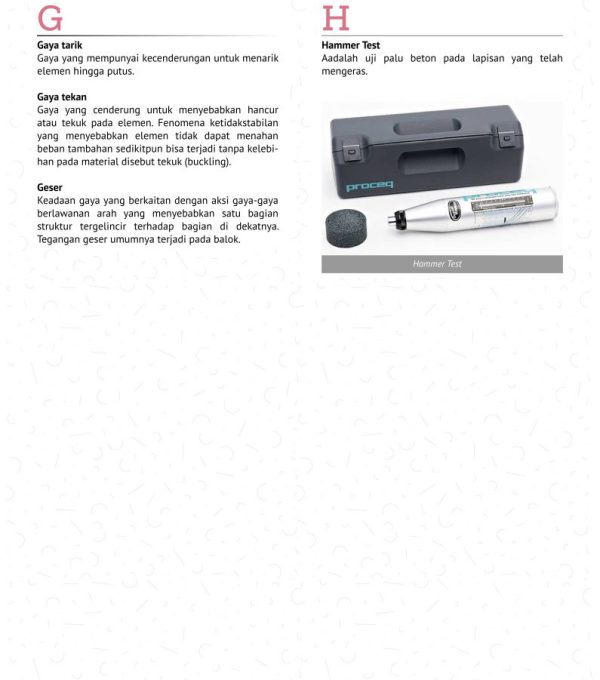 G
Gaya tarik
Gaya yang mempunyai kecenderungan untuk menarik
elemen hingga putus.
Gaya tekan
Gaya yang cenderung untuk menyebabkan hancur
atau tekuk pada elemen. Fenomena ketidakstabilan
yang menyebabkan elemen tidak dapat menahan
beban tambahan sedikitpun bisa terjadi tanpa kelebi-
han pada material disebut tekuk (buckling).
Geser
Keadaan gaya yang berkaitan dengan aksi gaya-gaya
berlawanan arah yang menyebabkan satu bagian
struktur tergelincir terhadap bagian di dekatnya.
Tegangan geser umumnya terjadi pada balok.
H
Hammer Test
Aadalah uji palu beton pada lapisan yang telah
mengeras.
proceq
Hammer Test